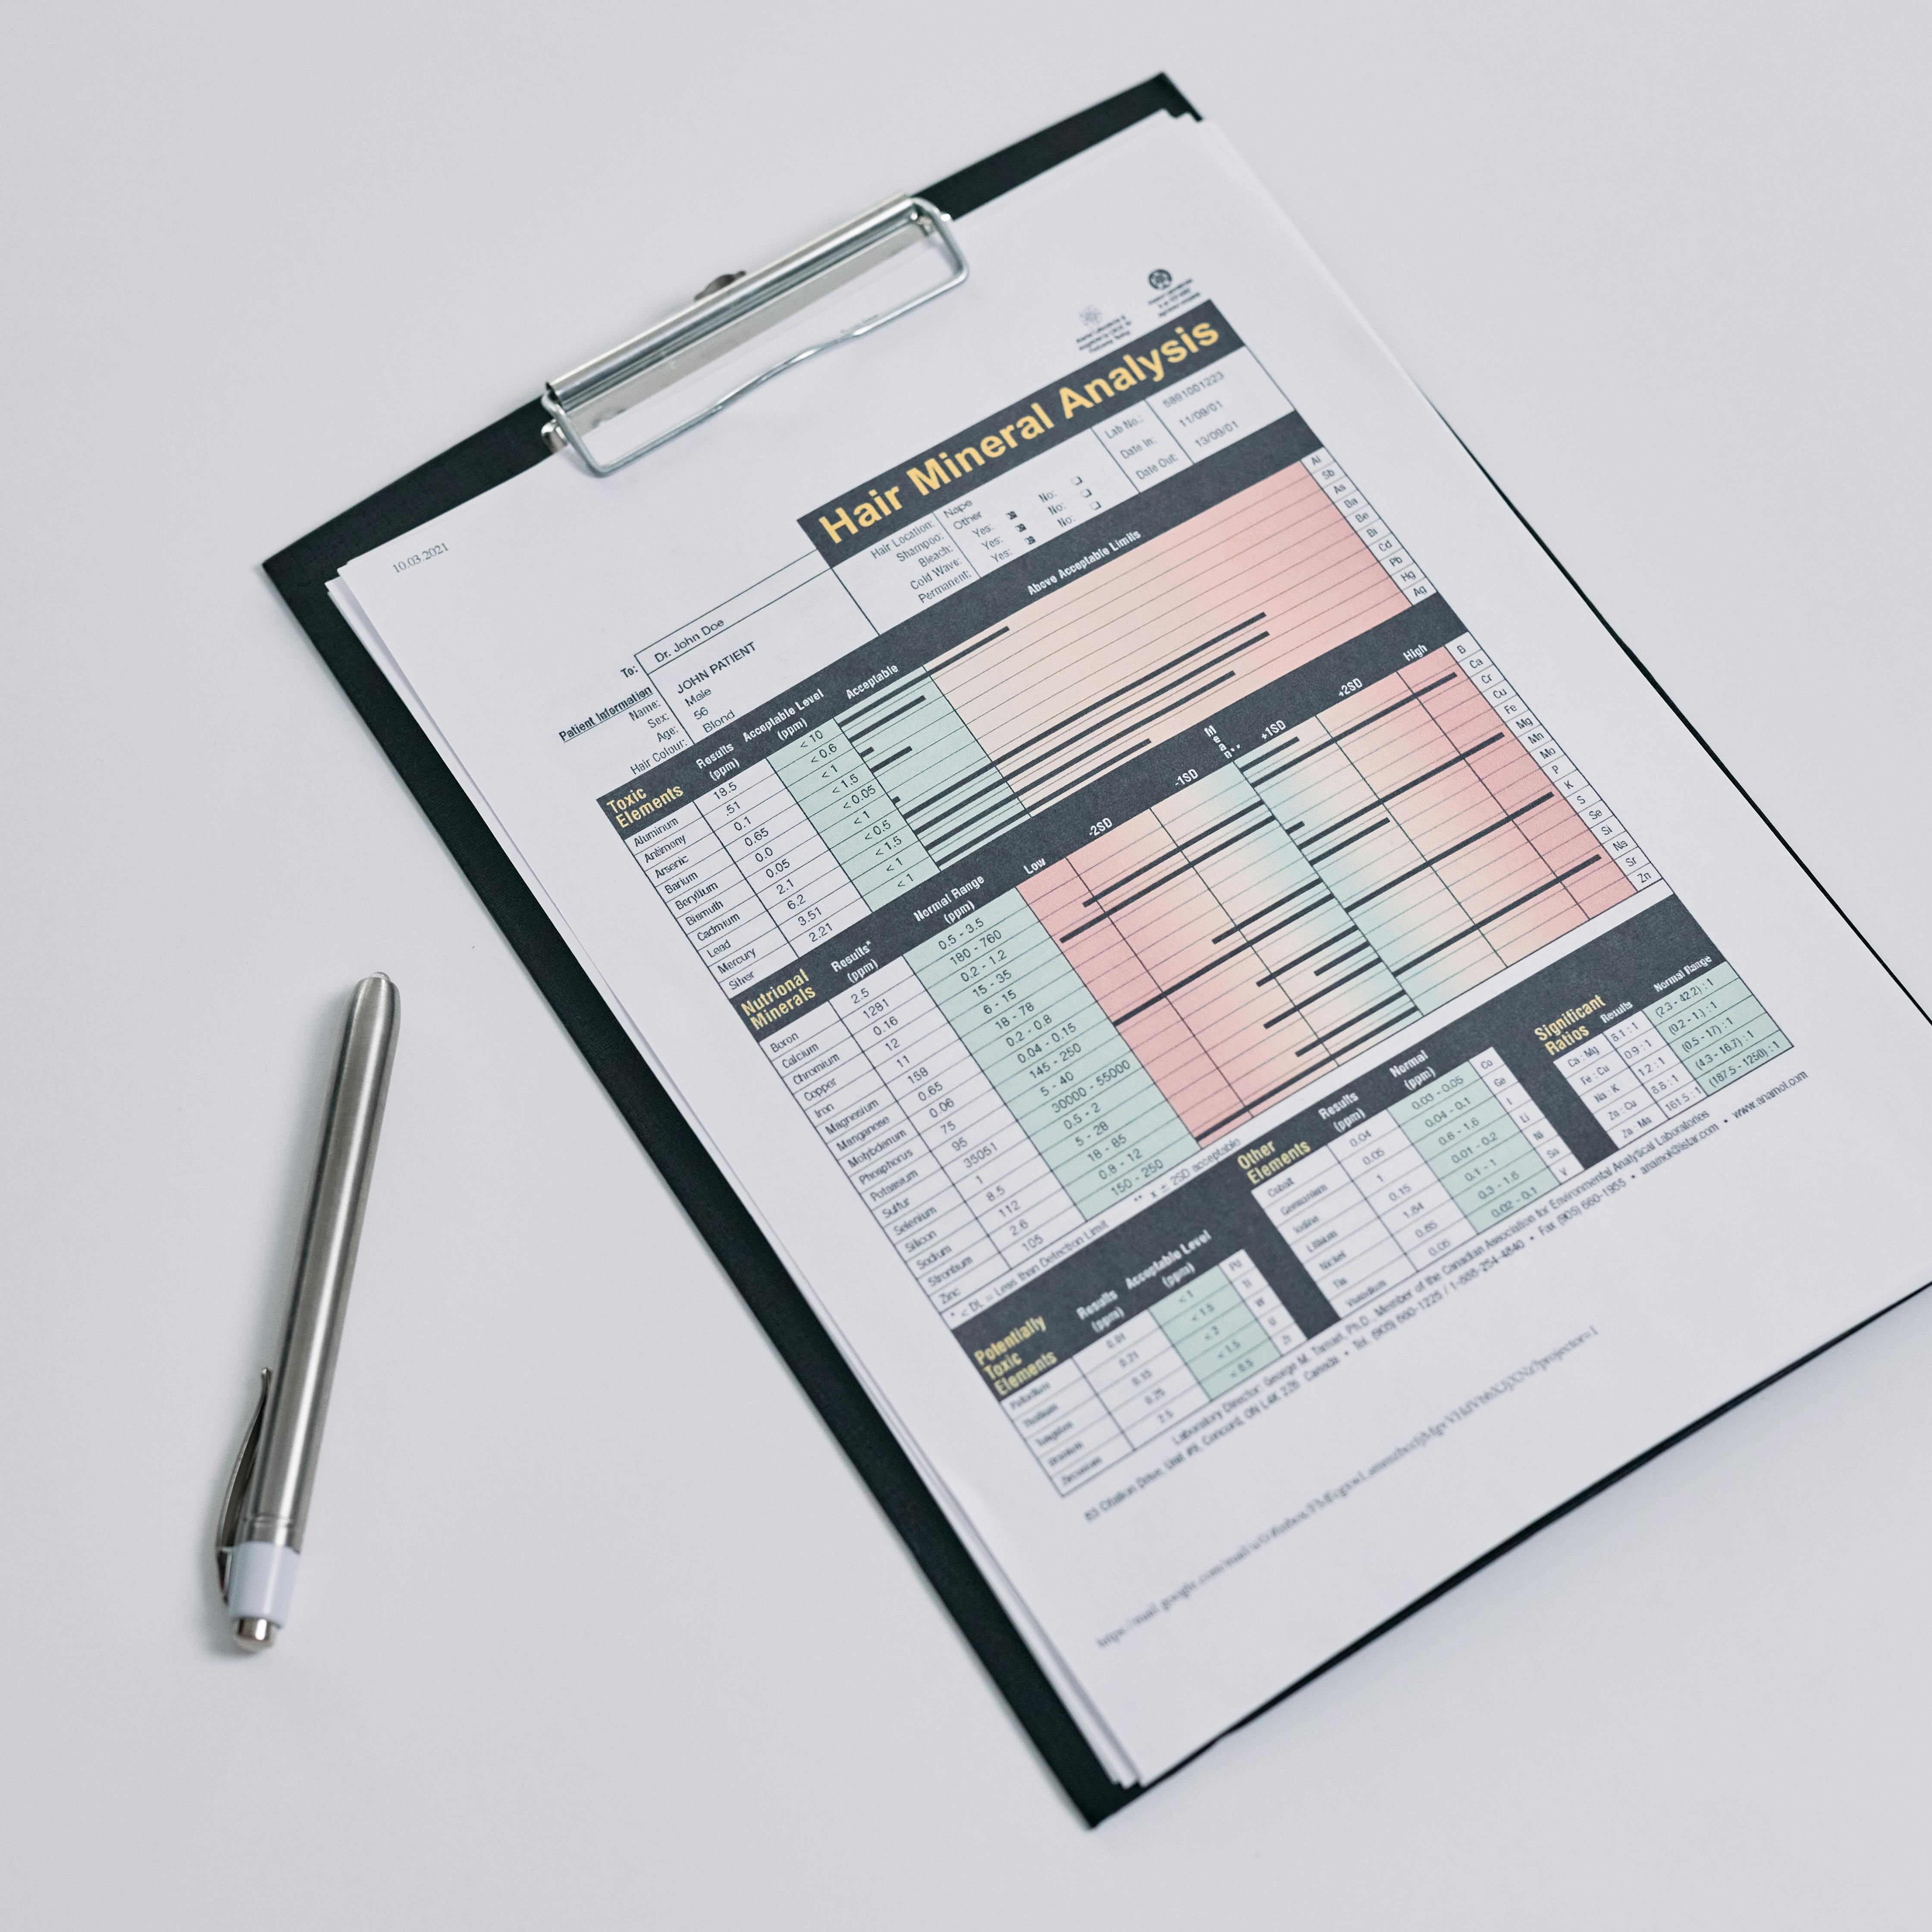 10.03.2021
Hair Mineral Analysis
To: Dr. John Doe
Patient Information
Name: JOHN PATIENT
Sex: Male
Age: 56
Hair Colour: Blond
Hair Location: Nape
Shampoo: Other
Bleach: Yes: No:
Cold Wave: Yes: No:
Permanent: Yes: No:
Lab No.: 5891001223
Date In: 11/09/01
Date Out: 13/09/01
Toxic Elements Results (ppm) Acceptable Level (ppm) Acceptable Above Acceptable Limits
Aluminum 18.5 < 10 Al
Antimony .51 < 0.6 Sb
Arsenic 0.1 < 1 As
Barium 0.65 < 1.5 Ba
Beryllium 0.0 < 0.05 Be
Bismuth 0.05 < 1 Bi
Cadmium 2.1 < 0.5 Cd
Lead 6.2 < 1.5 Pb
Mercury 3.51 < 1 Hg
Silver 2.21 < 1 Ag
Nutrional Minerals Results* (ppm) Normal Range (ppm) Low -2SD -1SD Mean** +1SD +2SD High
Boron 2.5 0.5 - 3.5 B
Calcium 1281 180 - 760 Ca
Chromium 0.16 0.2 - 1.2 Cr
Copper 12 15 - 35 Cu
Iron 11 6 - 15 Fe
Magnesium 158 18 - 78 Mg
Manganese 0.65 0.2 - 0.8 Mn
Molybdenum 0.06 0.04 - 0.15 Mo
Phosphorus 75 145 - 250 P
Potassium 95 5 - 40 K
Sulfur 35051 30000 - 55000 S
Selenium 1 0.5 - 2 Se
Silicon 8.5 5 - 28 Si
Sodium 112 18 - 85 Na
Strontium 2.6 0.8 - 12 Sr
Zinc 105 150 - 250 Zn
* < DL = Less than Detection Limit ** x ± 2SD acceptable
Potentially Toxic Elements Results (ppm) Acceptable Level (ppm)
Palladium 0.01 < 1 Pd
Thallium 0.21 < 1.5 Tl
Tungsten 0.15 < 2 W
Uranium 0.25 < 1.5 U
Zirconium 2.5 < 0.5 Zr
Other Elements Results (ppm) Normal (ppm)
Cobalt 0.04 0.03 - 0.05 Co
Germanium 0.05 0.04 - 0.1 Ge
Iodine 1 0.6 - 1.6 I
Lithium 0.15 0.01 - 0.2 Li
Nickel 1.64 0.1 - 1 Ni
Tin 0.85 0.3 - 1.6 Sn
Vanadium 0.05 0.02 - 0.1 V
Significant Ratios Results Normal Range
Ca : Mg 8.1 : 1 (2.3 - 42.2) : 1
Fe : Cu 0.9 : 1 (0.2 - 1.) : 1
Na : K 1.2 : 1 (0.5 - 17) : 1
Zn : Cu 8.8 : 1 (4.3 - 16.7) : 1
Zn : Mn 161.5 : 1 (187.5 - 1250) : 1
Laboratory Director: George M. Tamari, Ph.D., Member of the Canadian Association for Environmental Analytical Laboratories
83 Citation Drive, Unit #9, Concord, ON L4K 2Z6 Canada • Tel. (905) 660-1225 / 1-888-254-4840 • Fax (905) 660-1955 • anamol@istar.com • www.anamol.com